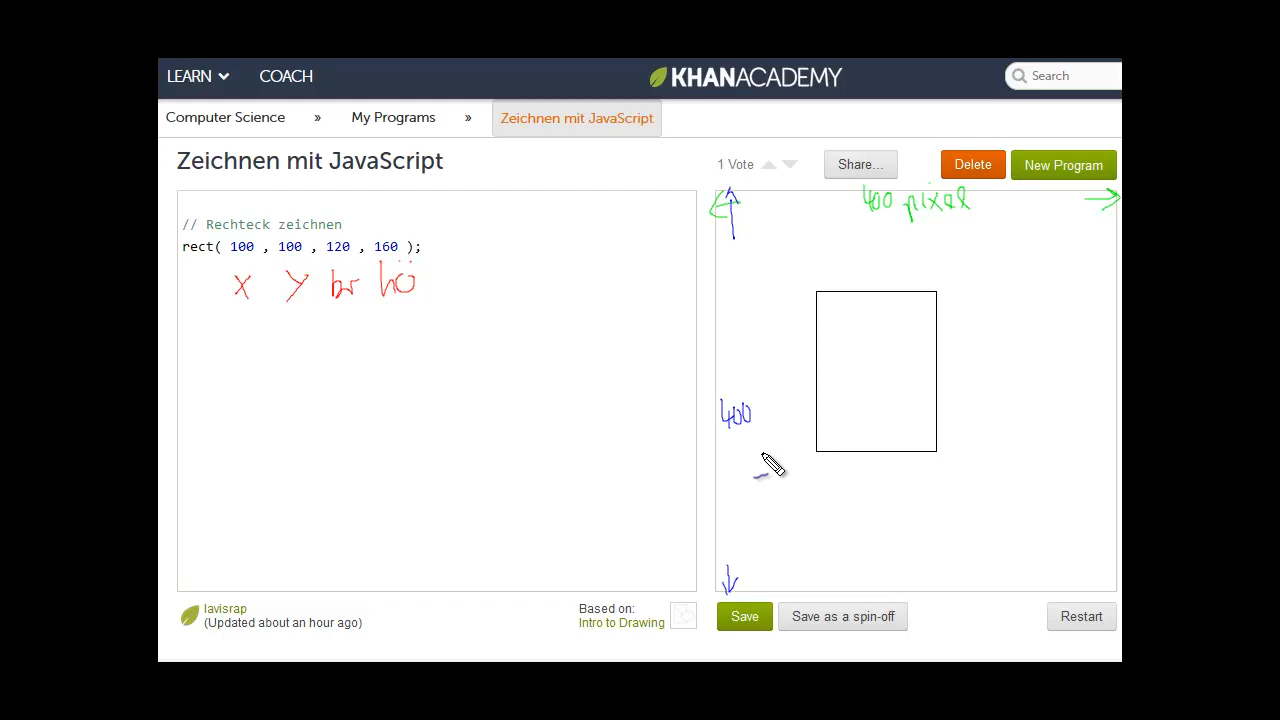 LEARN COACH KHANACADEMY Search
Computer Science » My Programs » Zeichnen mit JavaScript
Zeichnen mit JavaScript
1 Vote Share... Delete New Program
400 pixel
// Rechteck zeichnen
rect( 100 , 100 , 120 , 160 );
x y br hö
400
lavisrap
(Updated about an hour ago)
Based on:
Intro to Drawing
Save Save as a spin-off Restart